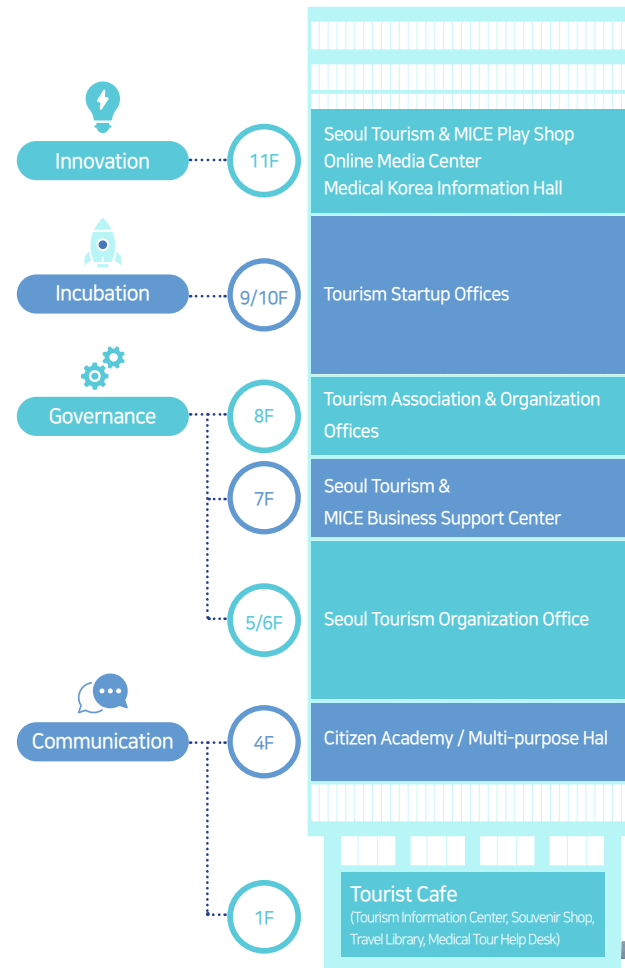 Innovation
11F
Seoul Tourism & MICE Play Shop
Online Media Center
Medical Korea Information Hall
Incubation
9/10F
Tourism Startup Offices
Governance
8F
Tourism Association & Organization
Offices
7F
Seoul Tourism &
MICE Business Support Center
5/6F
Seoul Tourism Organization Office
Communication
4F
Citizen Academy / Multi-purpose Hal
1F
Tourist Cafe
(Tourism Information Center, Souvenir Shop,
Travel Library, Medical Tour Help Desk)